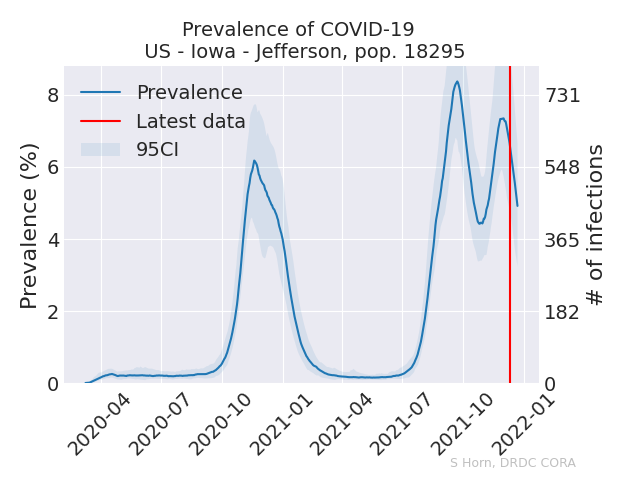 Prevalence of COVID-19
US - Iowa - Jefferson, pop. 18295
Prevalence
Latest data
95CI
Prevalence (%)
8
6
4
2
0
731
548
365
182
0
# of infections
2020-04
2020-07
2020-10
2021-01
2021-04
2021-07
2021-10
2022-01
S Horn, DRDC CORA